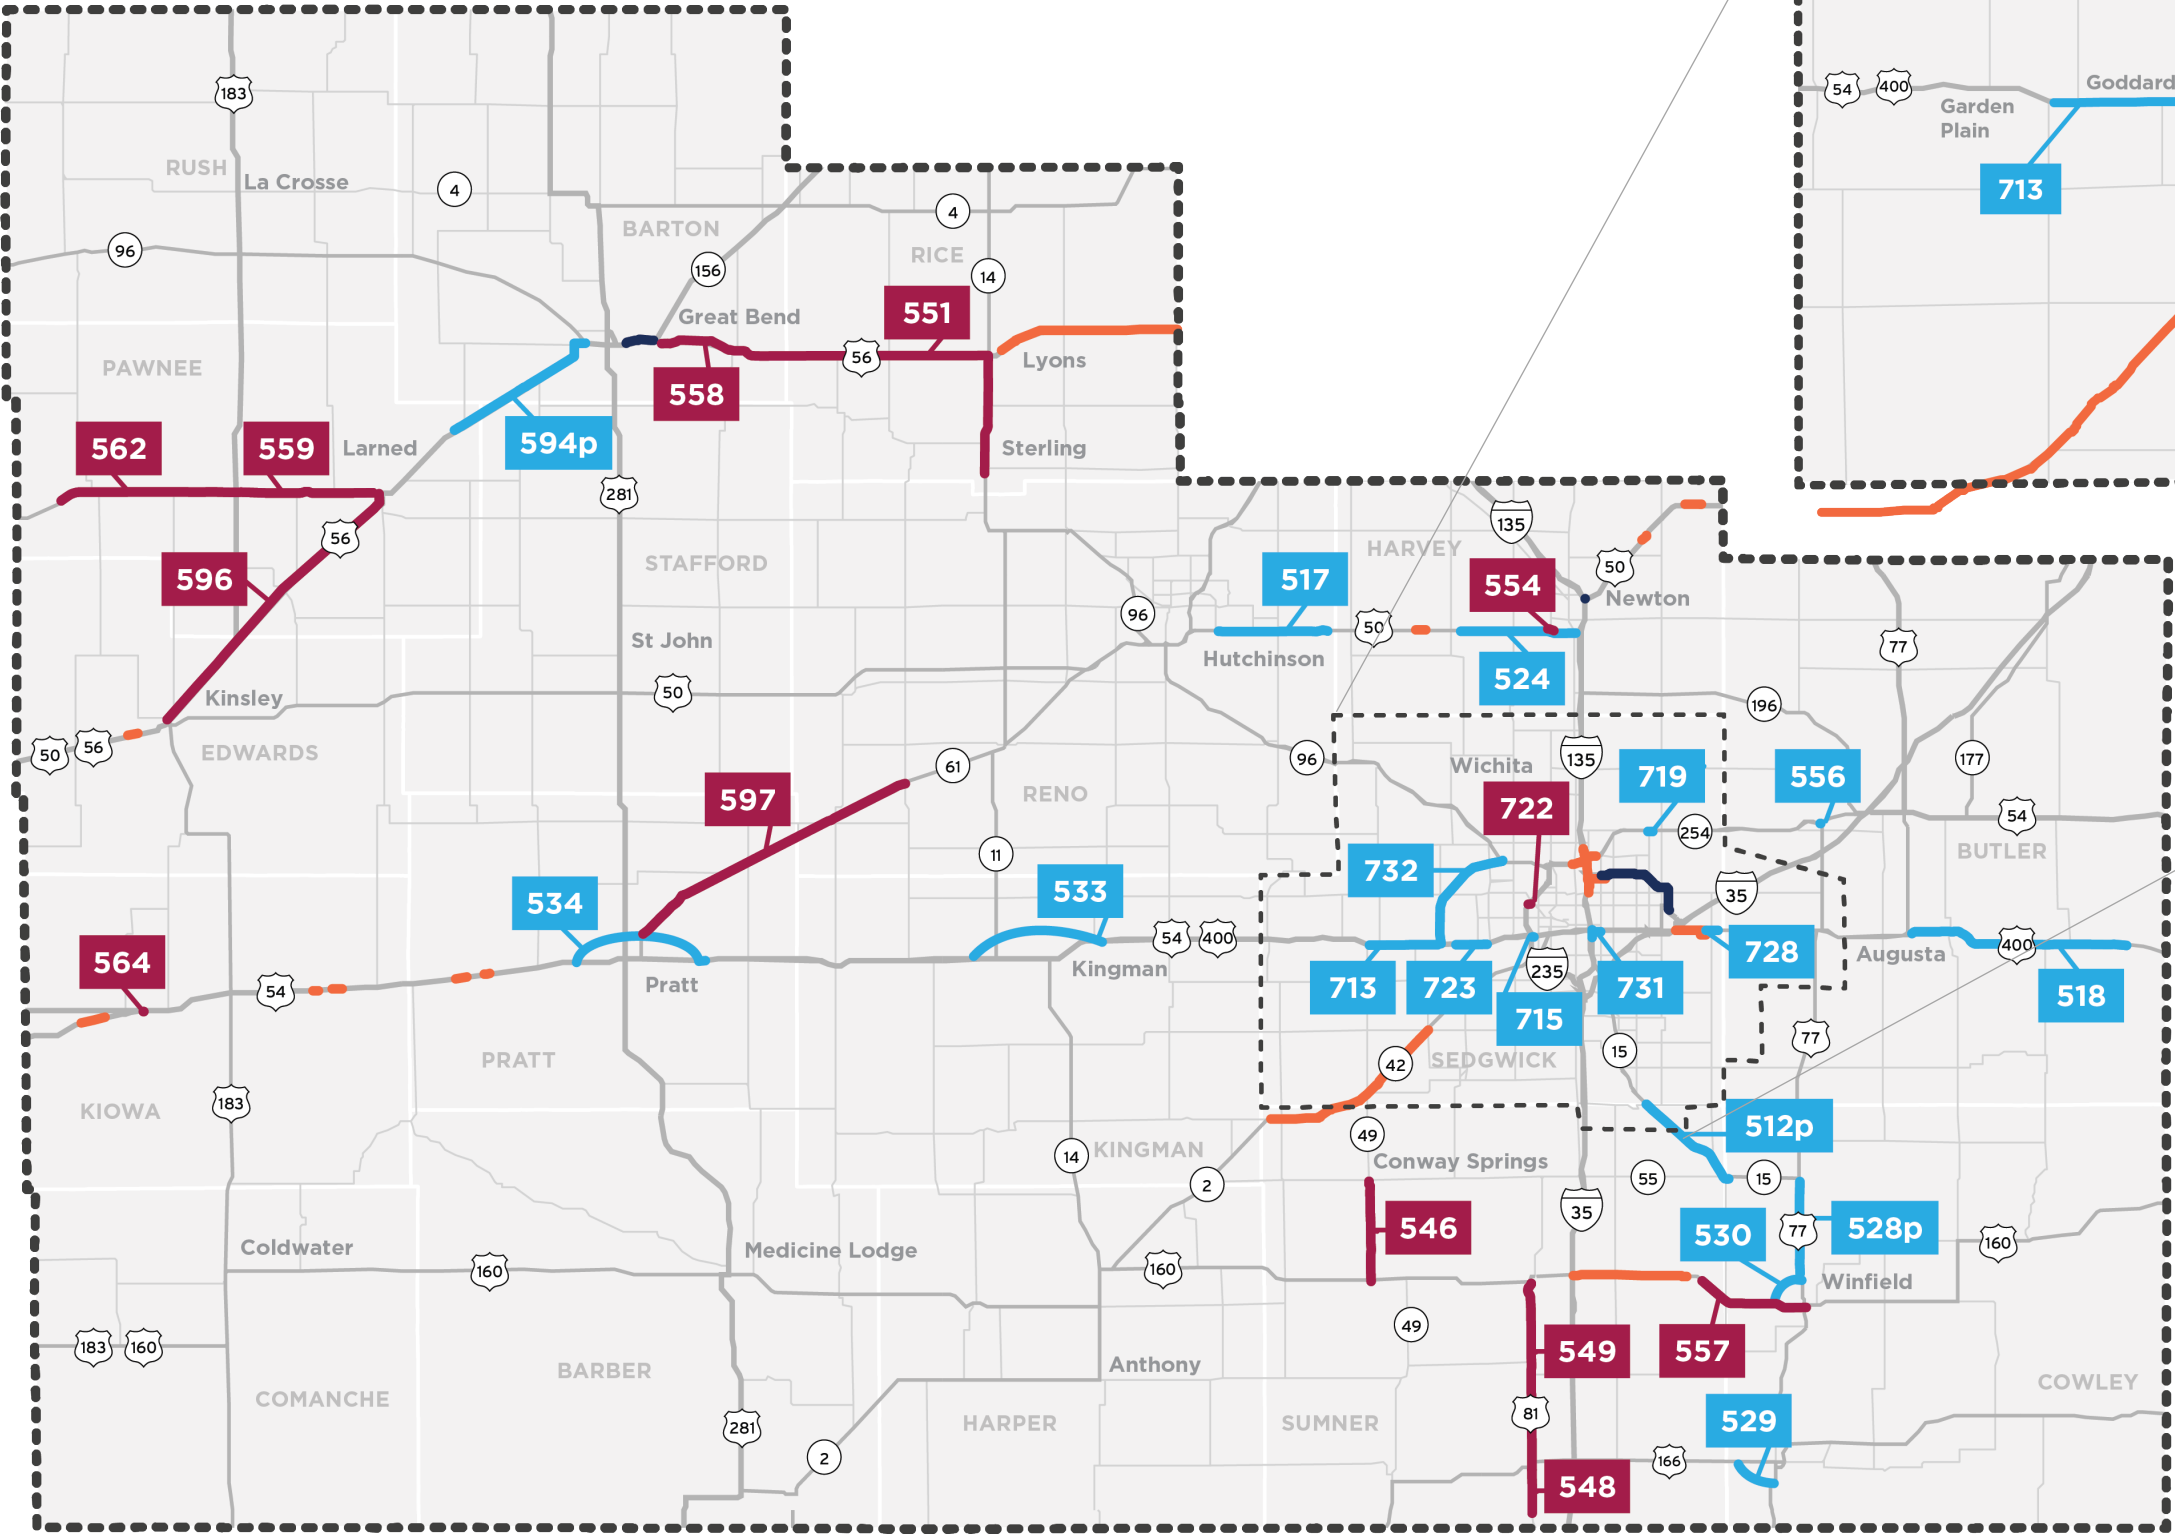 54
400
Goddard
Garden
Plain
713
183
RUSH
La Crosse
4
4
BARTON
96
RICE
156
14
Great Bend
551
PAWNEE
56
Lyons
558
562
559
Larned
594p
Sterling
281
56
135
STAFFORD
HARVEY
50
596
517
554
Newton
96
50
St John
Hutchinson
77
524
Kinsley
50
196
50
56
EDWARDS
61
96
135
177
Wichita
719
556
RENO
597
722
54
254
11
BUTLER
732
534
533
35
564
54
400
400
Kingman
728
Augusta
235
54
Pratt
713
723
731
518
715
77
42
15
PRATT
SEDGWICK
KIOWA
183
512p
49
14
KINGMAN
Conway Springs
2
55
15
35
546
530
77
528p
Coldwater
Medicine Lodge
160
160
160
Winfield
49
183
160
549
557
Anthony
BARBER
COMANCHE
COWLEY
281
HARPER
SUMNER
81
529
2
166
548